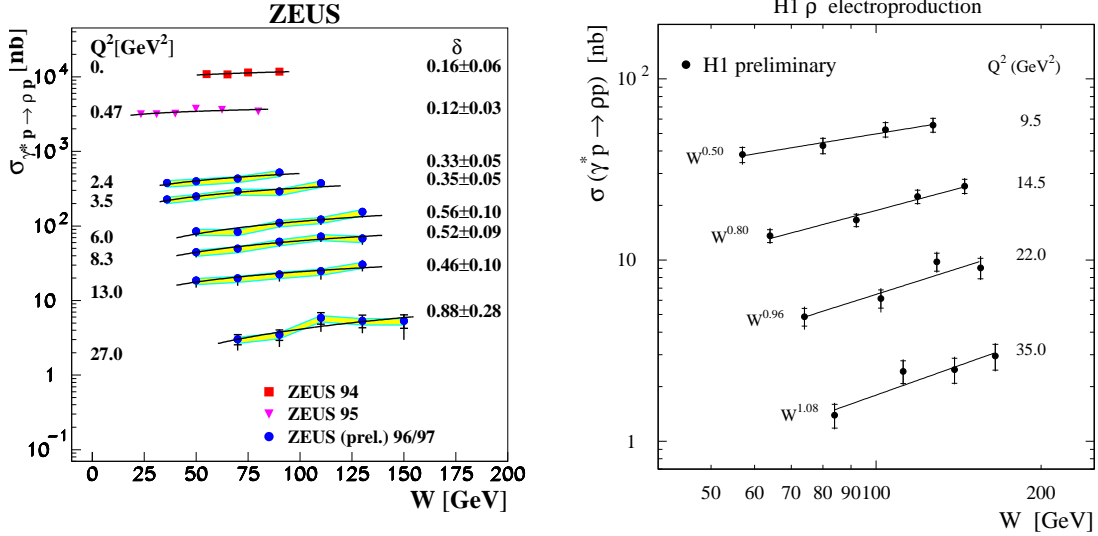 ZEUS
σγ* p → ρ p [nb]
Q²[GeV²]
δ
0.
0.16±0.06
0.47
0.12±0.03
2.4
0.33±0.05
3.5
0.35±0.05
6.0
0.56±0.10
8.3
0.52±0.09
13.0
0.46±0.10
27.0
0.88±0.28
ZEUS 94
ZEUS 95
ZEUS (prel.) 96/97
10⁴
10³
10²
10
1
10⁻¹
0 25 50 75 100 125 150 175 200
W [GeV]
H1 ρ electroproduction
σ (γ* p → ρp) [nb]
H1 preliminary
Q² (GeV²)
9.5
W^0.50
14.5
W^0.80
22.0
W^0.96
35.0
W^1.08
10²
10
1
50 60 70 80 90 100 200
W [GeV]